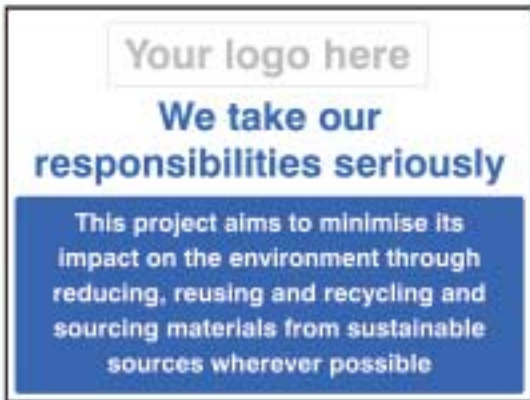 Your logo here
We take our
responsibilities seriously
This project aims to minimise its
impact on the environment through
reducing, reusing and recycling and
sourcing materials from sustainable
sources wherever possible